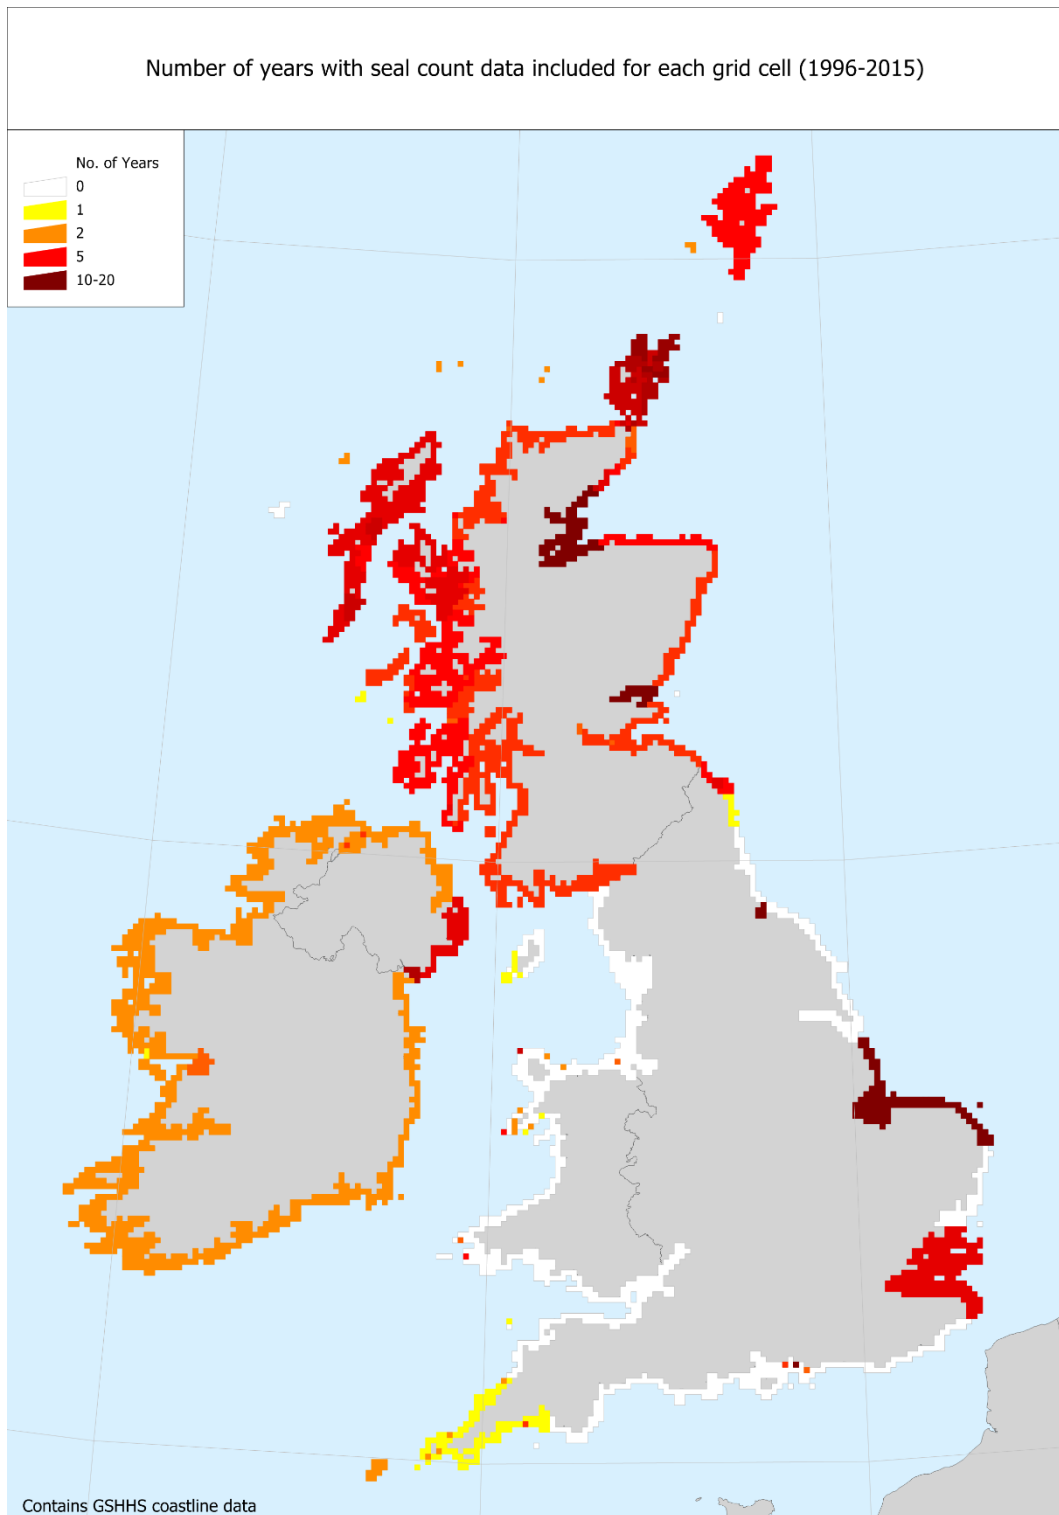 Number of years with seal count data included for each grid cell (1996-2015)
No. of Years
0
1
2
5
10-20
Contains GSHHS coastline data